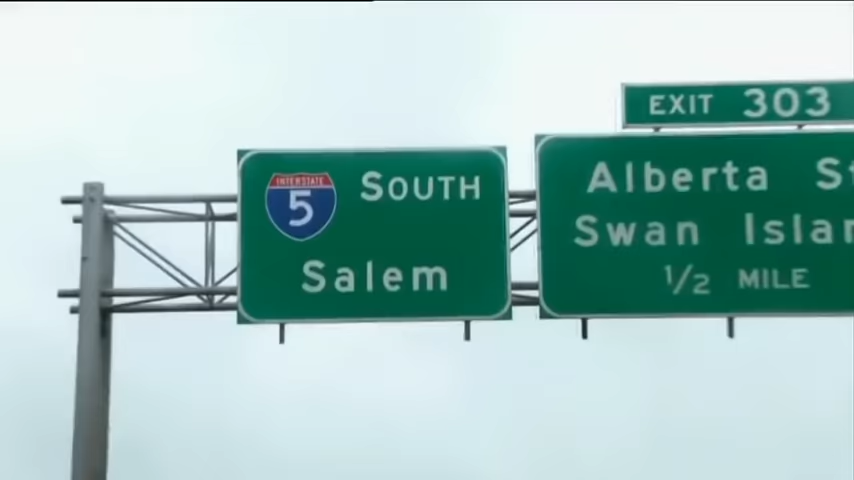 INTERSTATE
5
SOUTH
Salem
EXIT 303
Alberta
Swan
1/2 MILE